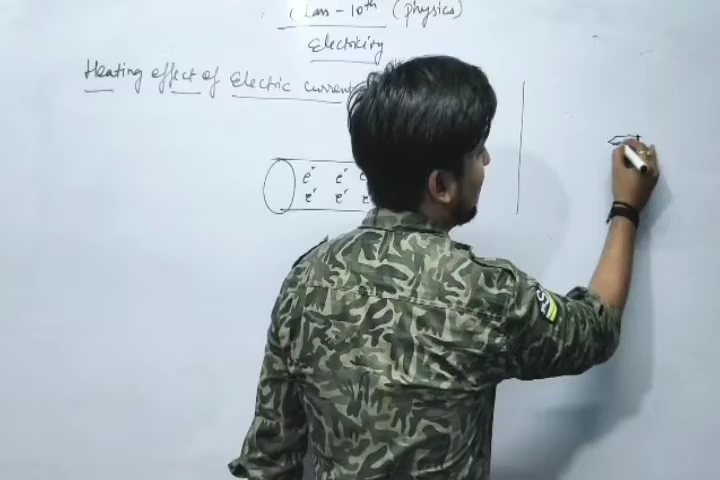 Class - 10th (physics)
Electricity
Heating effect of Electric current
e- e- e
e- e- e